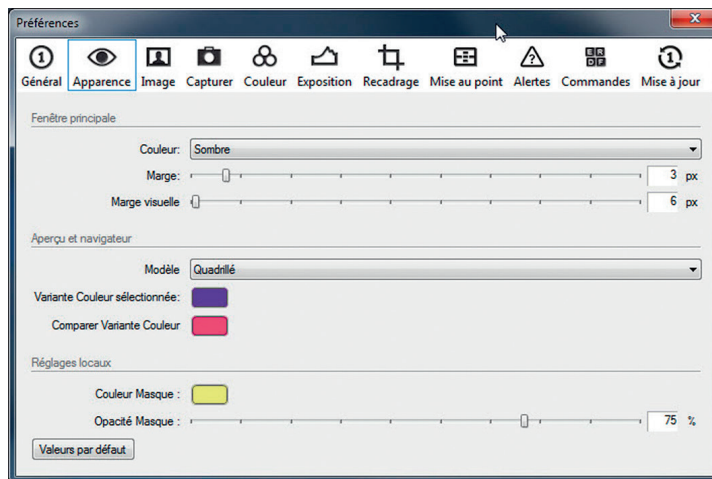 Préférences
Général Apparence Image Capturer Couleur Exposition Recadrage Mise au point Alertes Commandes Mise à jour
Fenêtre principale
Couleur: Sombre
Marge: 3 px
Marge visuelle 6 px
Aperçu et navigateur
Modèle Quadrillé
Variante Couleur sélectionnée:
Comparer Variante Couleur
Réglages locaux
Couleur Masque :
Opacité Masque : 75 %
Valeurs par défaut